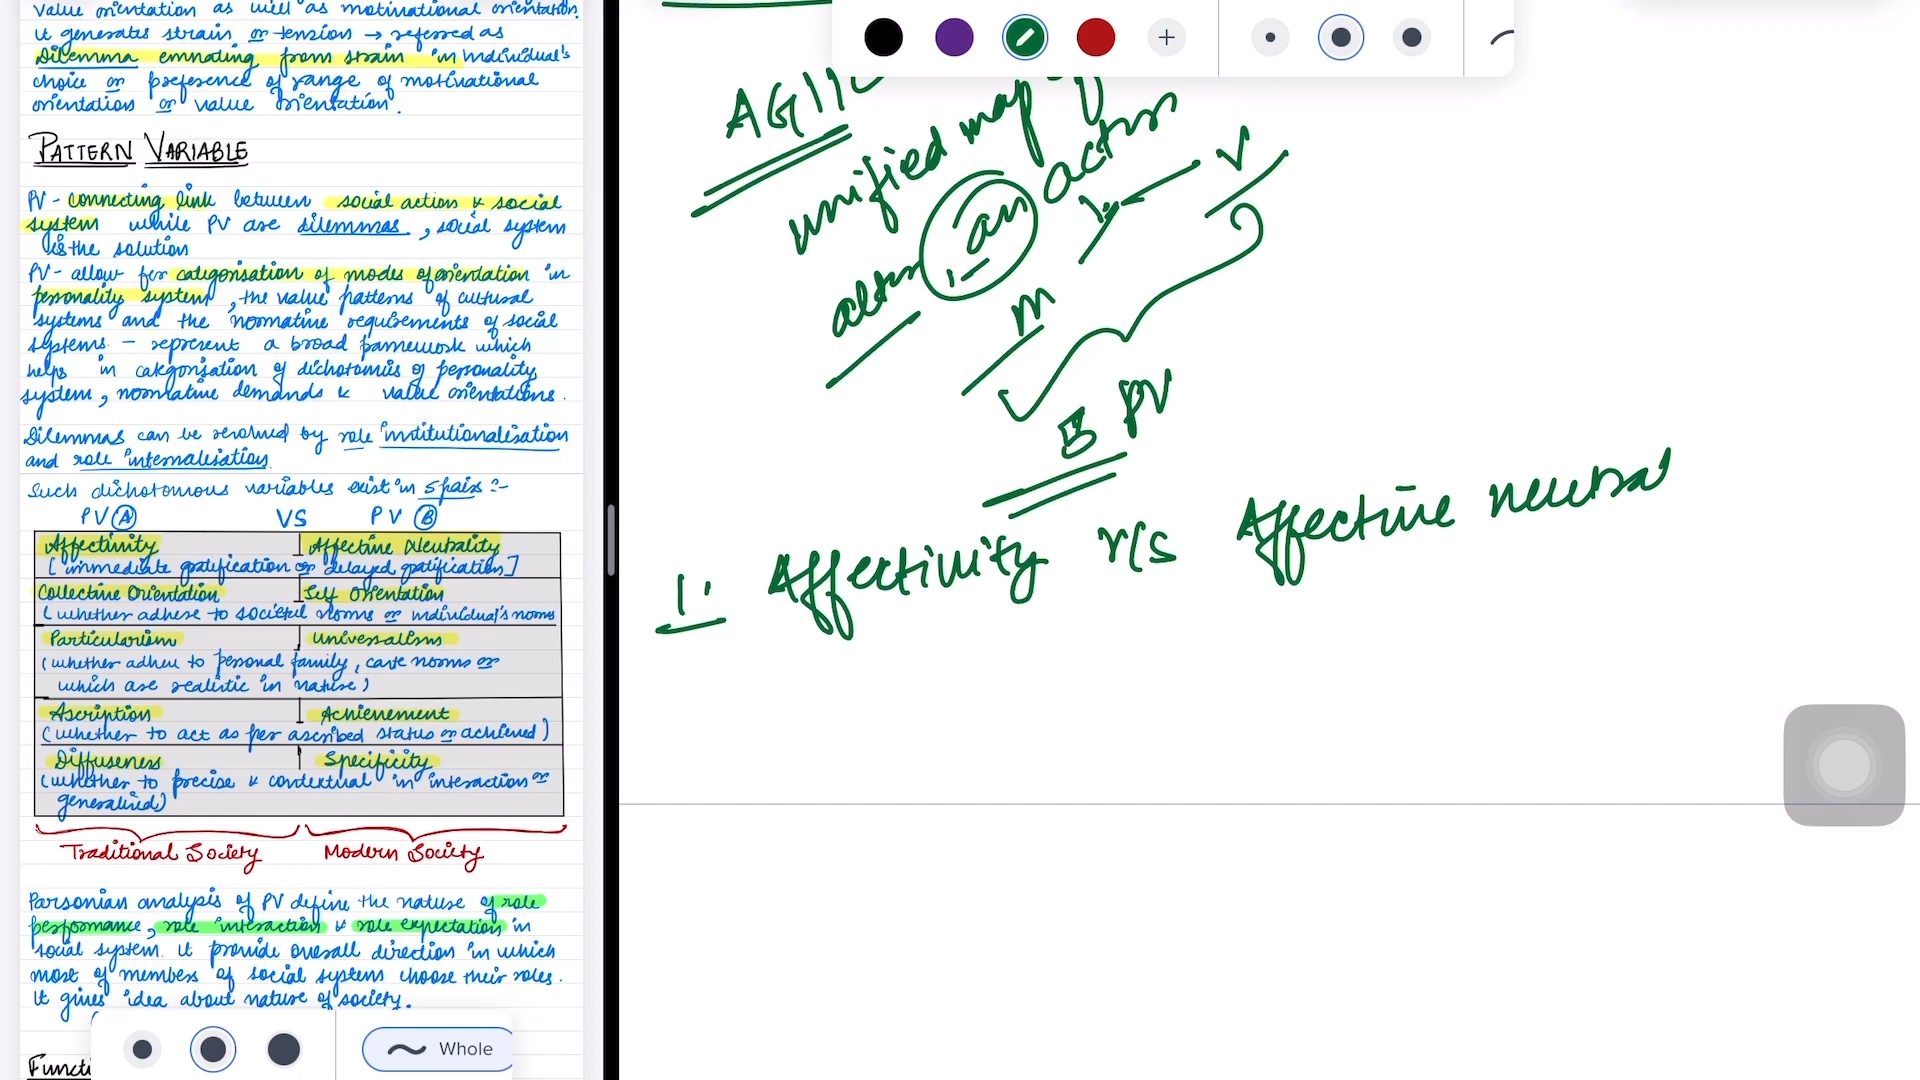 value orientation as well as motivational orientation.
it generates strain or tension → referred as
Dilemma emnating from strain in individual's
choice or preference of range of motivational
orientations or value orientation.
PATTERN VARIABLE
PV - connecting link between social action & social
system while PV are dilemmas, social system
is the solution
PV - allow for categorisation of modes of orientation in
personality system, the value patterns of cultural
systems and the normative requirements of social
systems - represent a broad framework which
helps in categorisation of dichotomies of personality
system, normative demands & value orientations.
Dilemmas can be resolved by role institutionalisation
and role internalisation.
Such dichotomous variables exist in 5 pairs :-
PV (A) VS PV (B)
Affectivity Affective Neutrality
[immediate gratification or delayed gratification]
Collective Orientation Self Orientation
(whether adhere to societal norms or individual's norms
Particularism Universalism
(whether adhere to personal family, caste norms or
which are realistic in nature)
Ascription Achievement
(whether to act as per ascribed status or achieved)
Diffuseness Specificity
(whether to precise & contextual in interaction or
generalised)
Traditional Society Modern Society
Parsonian analysis of PV define the nature of role
performance, role interaction & role expectation in
social system. It provide overall direction in which
most of members of social system choose their roles.
It gives idea about nature of society.
Functi
Whole
unified map
an action
V
M
5 PV
1. Affectivity v/s Affective neutral